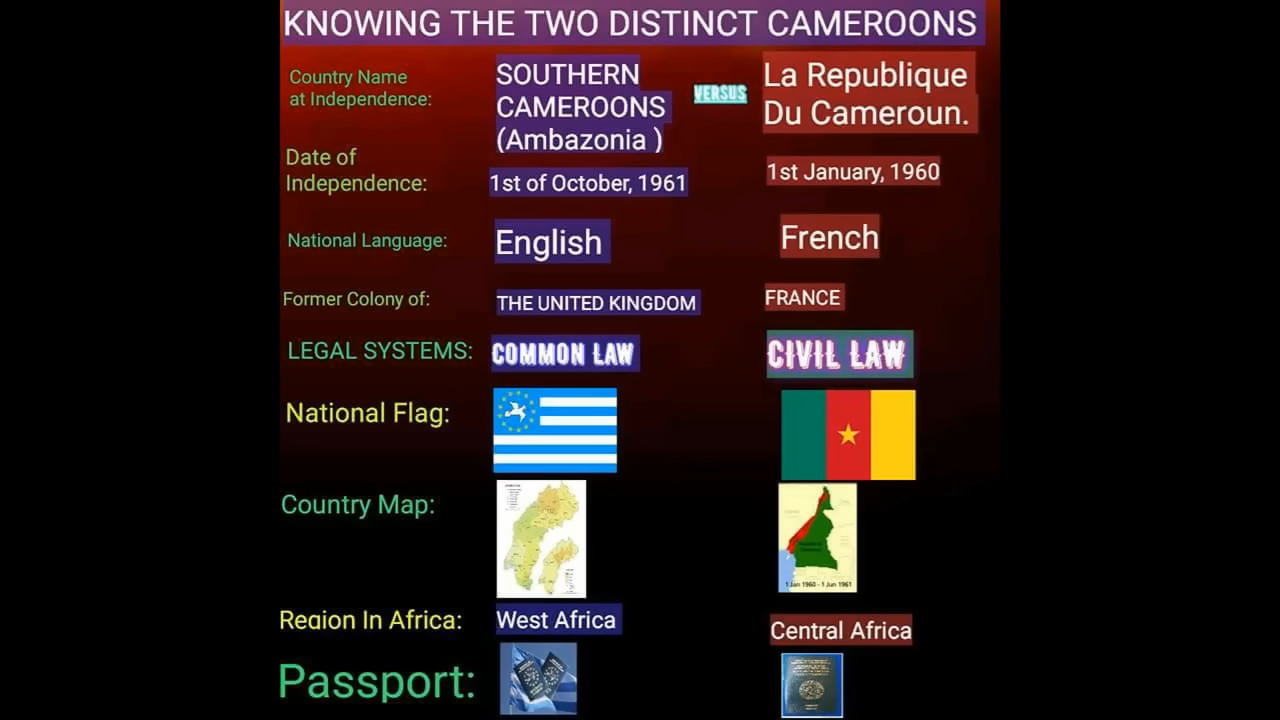 KNOWING THE TWO DISTINCT CAMEROONS
Country Name
at Independence:
SOUTHERN
CAMEROONS
(Ambazonia )
VERSUS
La Republique
Du Cameroun.
Date of
Independence:
1st of October, 1961
1st January, 1960
National Language:
English
French
Former Colony of:
THE UNITED KINGDOM
FRANCE
LEGAL SYSTEMS:
COMMON LAW
CIVIL LAW
National Flag:
Country Map:
1 Jan 1960 - 1 Jun 1961
Region In Africa:
West Africa
Central Africa
Passport: